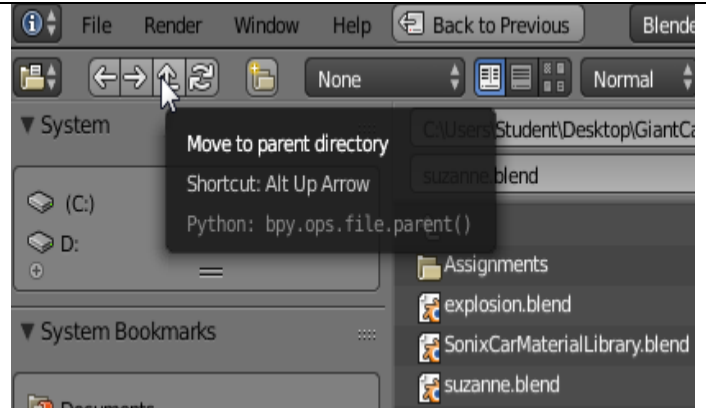 File Render Window Help Back to Previous Blende
None Normal
System
C:\Users\Student\Desktop\GiantCa
Move to parent directory
suzanne.blend
Shortcut: Alt Up Arrow
(C:)
Python: bpy.ops.file.parent()
D:
Assignments
explosion.blend
System Bookmarks
SonixCarMaterialLibrary.blend
suzanne.blend
Documents